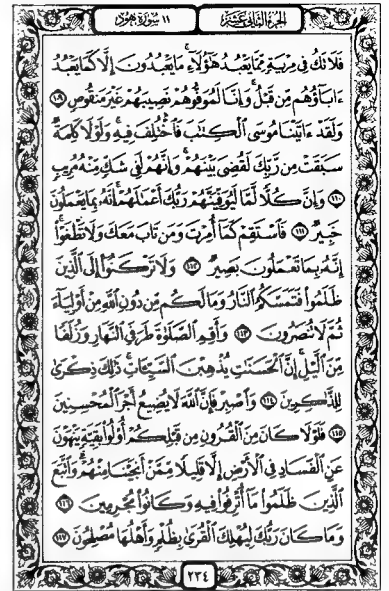 الجزء الثاني عشر
١١ سورة هود
فَلَا تَكُ فِي مِرْيَةٍ مِّمَّا يَعْبُدُ هَٰٓؤُلَآءِ ۚ مَا يَعْبُدُونَ إِلَّا كَمَا يَعْبُدُ
ءَابَآؤُهُم مِّن قَبْلُ ۚ وَإِنَّا لَمُوَفُّوهُمْ نَصِيبَهُمْ غَيْرَ مَنقُوصٍ ١٠٩
وَلَقَدْ ءَاتَيْنَا مُوسَى ٱلْكِتَٰبَ فَٱخْتُلِفَ فِيهِ ۚ وَلَوْلَا كَلِمَةٌ
سَبَقَتْ مِن رَّبِّكَ لَقُضِيَ بَيْنَهُمْ ۚ وَإِنَّهُمْ لَفِي شَكٍّ مِّنْهُ مُرِيبٍ
١١٠ وَإِنَّ كُلًّا لَّمَّا لَيُوَفِّيَنَّهُمْ رَبُّكَ أَعْمَٰلَهُمْ ۚ إِنَّهُۥ بِمَا يَعْمَلُونَ
خَبِيرٌ ١١١ فَٱسْتَقِمْ كَمَآ أُمِرْتَ وَمَن تَابَ مَعَكَ وَلَا تَطْغَوْا۟ ۚ
إِنَّهُۥ بِمَا تَعْمَلُونَ بَصِيرٌ ١١٢ وَلَا تَرْكَنُوٓا۟ إِلَى ٱلَّذِينَ
ظَلَمُوا۟ فَتَمَسَّكُمُ ٱلنَّارُ وَمَا لَكُم مِّن دُونِ ٱللَّهِ مِنْ أَوْلِيَآءَ
ثُمَّ لَا تُنصَرُونَ ١١٣ وَأَقِمِ ٱلصَّلَوٰةَ طَرَفَيِ ٱلنَّهَارِ وَزُلَفًا
مِّنَ ٱلَّيْلِ ۚ إِنَّ ٱلْحَسَنَٰتِ يُذْهِبْنَ ٱلسَّيِّـَٔاتِ ۚ ذَٰلِكَ ذِكْرَىٰ
لِلذَّٰكِرِينَ ١١٤ وَٱصْبِرْ فَإِنَّ ٱللَّهَ لَا يُضِيعُ أَجْرَ ٱلْمُحْسِنِينَ
١١٥ فَلَوْلَا كَانَ مِنَ ٱلْقُرُونِ مِن قَبْلِكُمْ أُو۟لُوا۟ بَقِيَّةٍ يَنْهَوْنَ
عَنِ ٱلْفَسَادِ فِي ٱلْأَرْضِ إِلَّا قَلِيلًا مِّمَّنْ أَنجَيْنَا مِنْهُمْ ۗ وَٱتَّبَعَ
ٱلَّذِينَ ظَلَمُوا۟ مَآ أُتْرِفُوا۟ فِيهِ وَكَانُوا۟ مُجْرِمِينَ ١١٦
وَمَا كَانَ رَبُّكَ لِيُهْلِكَ ٱلْقُرَىٰ بِظُلْمٍ وَأَهْلُهَا مُصْلِحُونَ ١١٧
٢٣٤